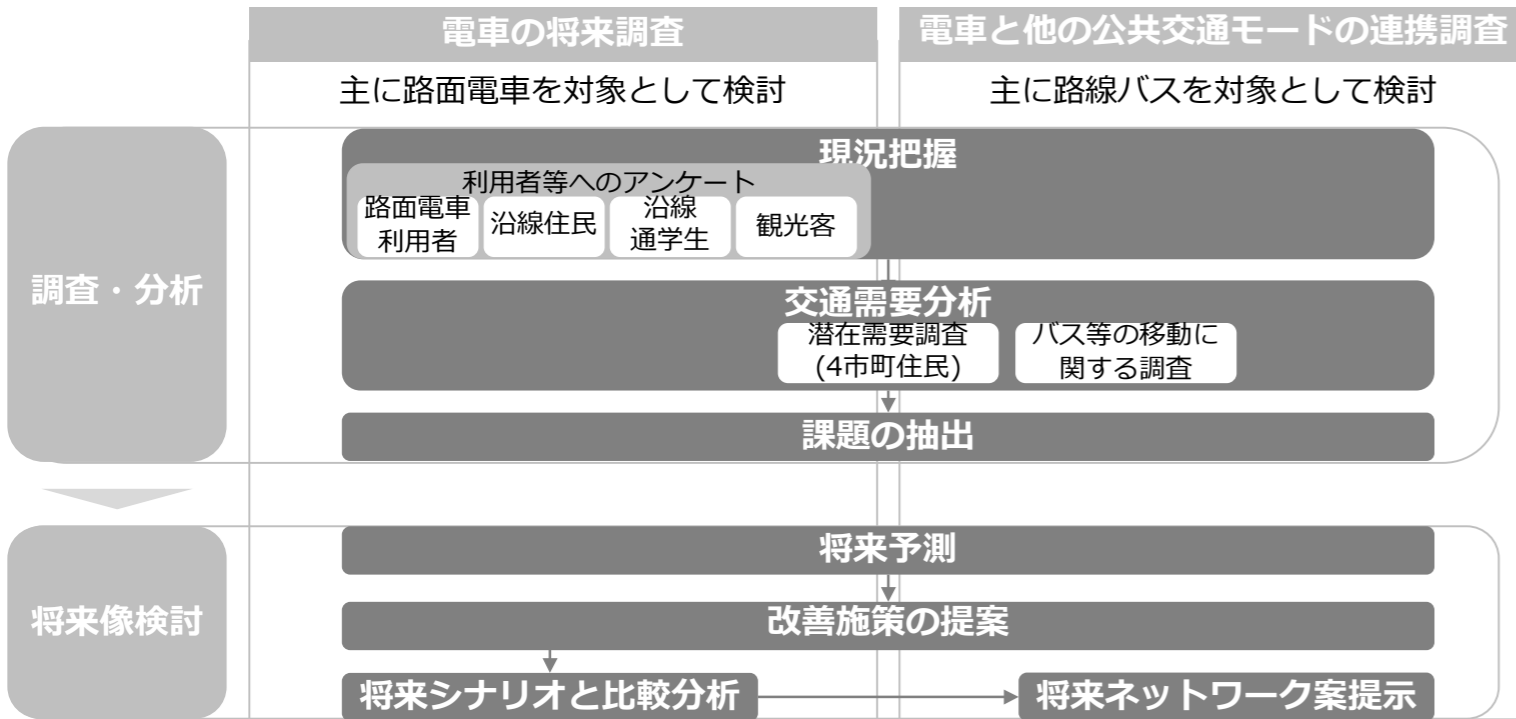 電車の将来調査
電車と他の公共交通モードの連携調査
主に路面電車を対象として検討
主に路線バスを対象として検討
調査・分析
現況把握
利用者等へのアンケート
路面電車
利用者
沿線住民
沿線
通学生
観光客
交通需要分析
潜在需要調査
(4市町住民)
バス等の移動に
関する調査
課題の抽出
将来像検討
将来予測
改善施策の提案
将来シナリオと比較分析
将来ネットワーク案提示